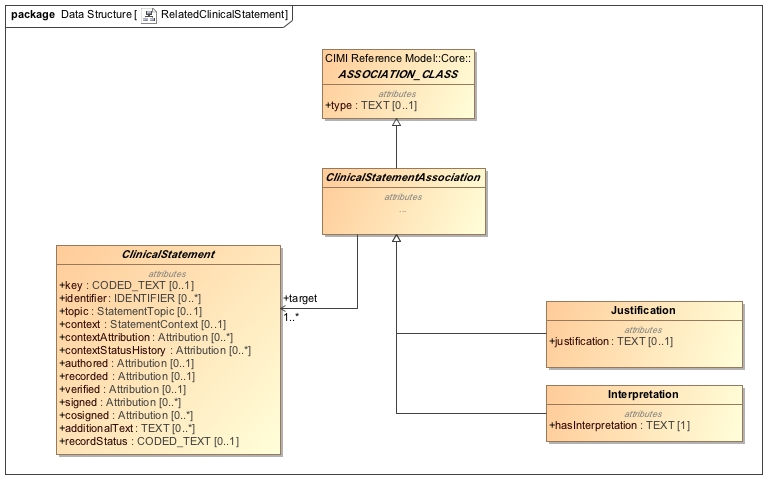 package Data Structure [ RelatedClinicalStatement]
CIMI Reference Model::Core::
ASSOCIATION_CLASS
attributes
+type : TEXT [0..1]
ClinicalStatementAssociation
attributes
...
ClinicalStatement
attributes
+key : CODED_TEXT [0..1]
+identifier : IDENTIFIER [0..*]
+topic : StatementTopic [0..1]
+context : StatementContext [0..1]
+contextAttribution : Attribution [0..*]
+contextStatusHistory : Attribution [0..*]
+authored : Attribution [0..1]
+recorded : Attribution [0..1]
+verified : Attribution [0..1]
+signed : Attribution [0..*]
+cosigned : Attribution [0..*]
+additionalText : TEXT [0..*]
+recordStatus : CODED_TEXT [0..1]
+target
1..*
Justification
attributes
+justification : TEXT [0..1]
Interpretation
attributes
+hasInterpretation : TEXT [1]